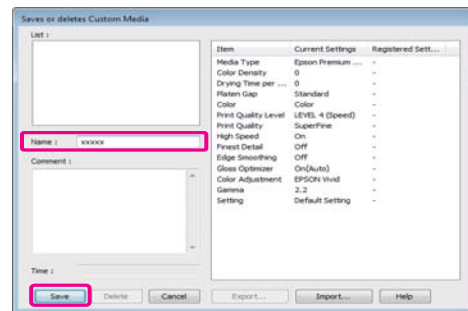 Saves or deletes Custom Media
List :
Name : xxxxx
Comment :
Time :
Item Current Settings Registered Sett...
Media Type Epson Premium ... -
Color Density 0 -
Drying Time per ... 0 -
Platen Gap Standard -
Color Color -
Print Quality Level LEVEL 4 (Speed) -
Print Quality SuperFine -
High Speed On -
Finest Detail Off -
Edge Smoothing Off -
Gloss Optimizer On(Auto) -
Color Adjustment EPSON Vivid -
Gamma 2.2 -
Setting Default Setting -
Save Delete Cancel Export... Import... Help